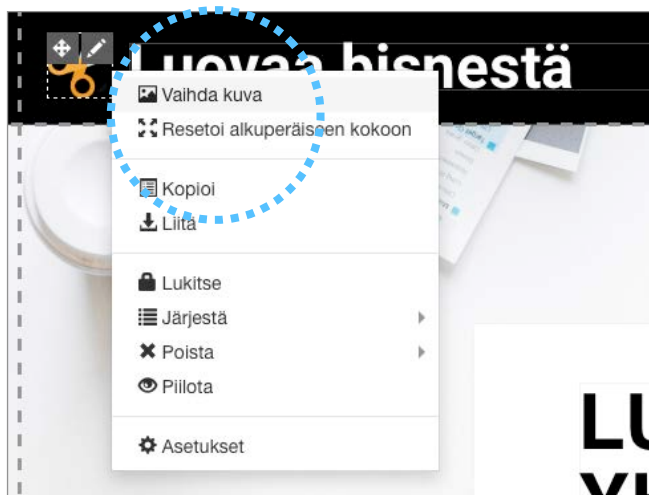 Luovaa bisnestä
Vaihda kuva
Resetoi alkuperäiseen kokoon
Kopioi
Liitä
Lukitse
Järjestä
Poista
Piilota
Asetukset
LU